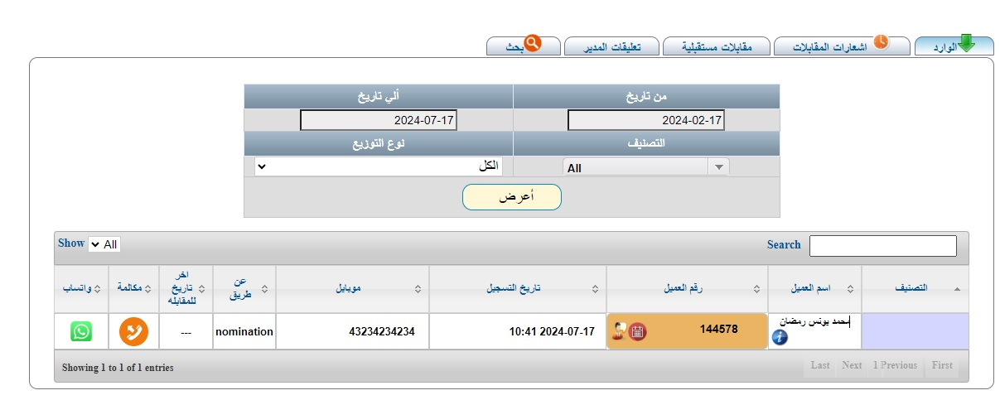 الوارد
اشعارات المقابلات
مقابلات مستقبلية
تعليقات المدير
بحث
من تاريخ
ألي تاريخ
2024-02-17
2024-07-17
التصنيف
نوع التوزيع
All
الكل
أعرض
Search
Show All
التصنيف
اسم العميل
رقم العميل
تاريخ التسجيل
موبايل
عن
طريق
اخر
تاريخ
للمقابله
مكالمة
واتساب
محمد يونس رمضان
144578
10:41 2024-07-17
43234234234
nomination
---
Showing 1 to 1 of 1 entries
Last Next 1 Previous First